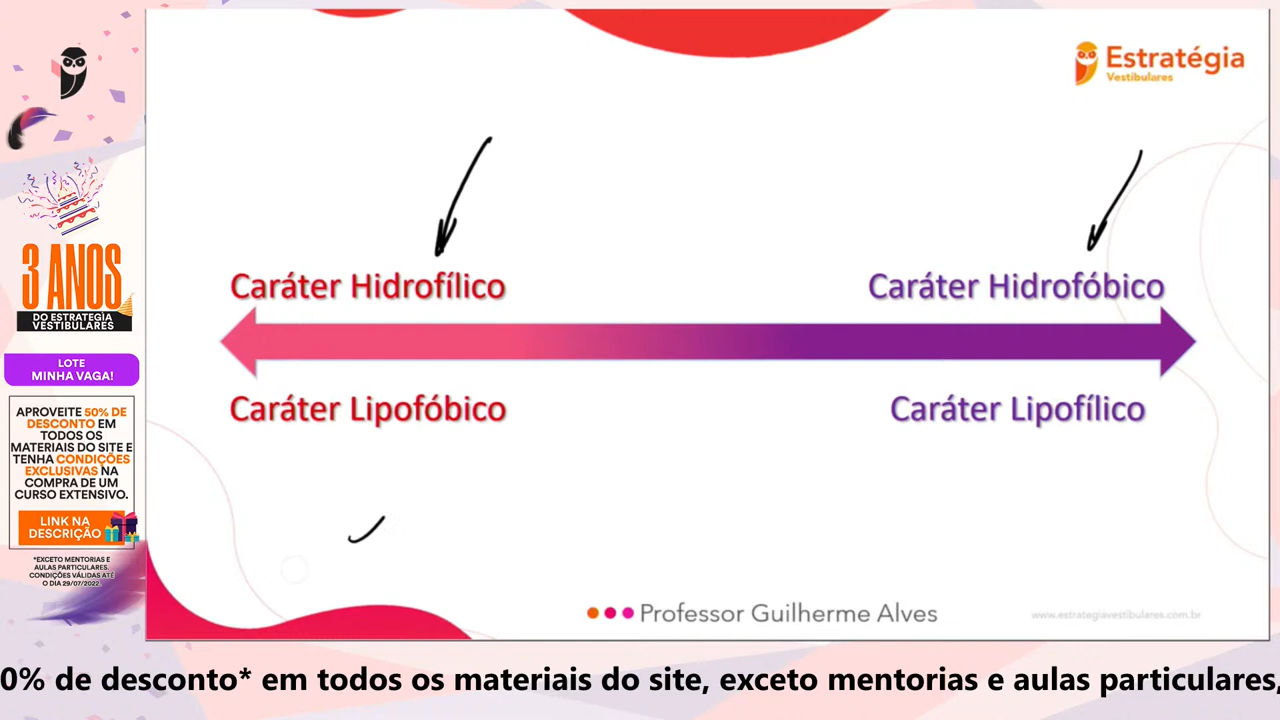 Estratégia
Vestibulares
3 ANOS
DO ESTRATEGIA
VESTIBULARES
LOTE
MINHA VAGA!
APROVEITE 50% DE
DESCONTO EM
TODOS OS
MATERIAIS DO SITE E
TENHA CONDIÇÕES
EXCLUSIVAS NA
COMPRA DE UM
CURSO EXTENSIVO.
LINK NA
DESCRIÇÃO
*EXCETO MENTORIAS E
AULAS PARTICULARES.
CONDIÇÕES VÁLIDAS ATÉ
O DIA 29/07/2022.
Caráter Hidrofílico
Caráter Hidrofóbico
Caráter Lipofóbico
Caráter Lipofílico
Professor Guilherme Alves
www.estrategiavestibulares.com.br
0% de desconto* em todos os materiais do site, exceto mentorias e aulas particulares,